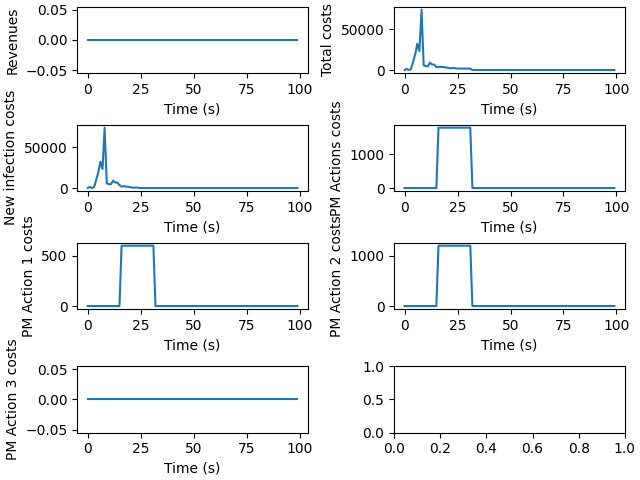 Revenues
0.05
0.00
−0.05
0 25 50 75 100
Time (s)
Total costs
50000
0
0 25 50 75 100
Time (s)
New infection costs
50000
0
0 25 50 75 100
Time (s)
PM Actions costs
1000
0
0 25 50 75 100
Time (s)
PM Action 1 costs
500
0
0 25 50 75 100
Time (s)
PM Action 2 costs
1000
0
0 25 50 75 100
Time (s)
PM Action 3 costs
0.05
0.00
−0.05
0 25 50 75 100
Time (s)
1.0
0.5
0.0
0.0 0.2 0.4 0.6 0.8 1.0